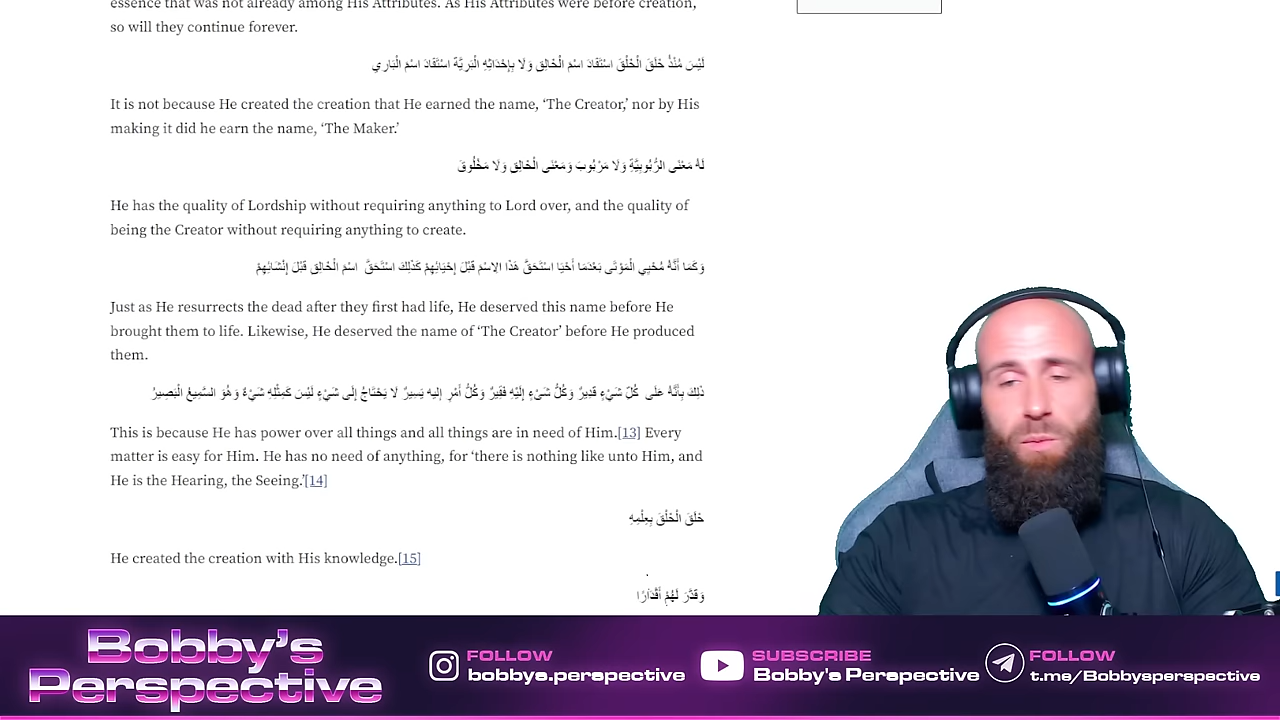 essence that was not already among His Attributes. As His Attributes were before creation,
so will they continue forever.
لَيْسَ مُنْذُ خَلَقَ الْخَلْقَ اسْتَفَادَ اسْمَ الْخَالِقِ وَلَا بِإِحْدَاثِهِ الْبَرِيَّةَ اسْتَفَادَ اسْمَ الْبَارِي
It is not because He created the creation that He earned the name, ‘The Creator,’ nor by His
making it did he earn the name, ‘The Maker.’
لَهُ مَعْنَى الرُّبُوبِيَّةِ وَلَا مَرْبُوبَ وَمَعْنَى الْخَالِقِ وَلَا مَخْلُوقَ
He has the quality of Lordship without requiring anything to Lord over, and the quality of
being the Creator without requiring anything to create.
وَكَمَا أَنَّهُ مُحْيِي الْمَوْتَى بَعْدَمَا أَحْيَا اسْتَحَقَّ هَذَا الِاسْمَ قَبْلَ إِحْيَائِهِمْ كَذَلِكَ اسْتَحَقَّ اسْمَ الْخَالِقِ قَبْلَ إِنْشَائِهِمْ
Just as He resurrects the dead after they first had life, He deserved this name before He
brought them to life. Likewise, He deserved the name of ‘The Creator’ before He produced
them.
ذَلِكَ بِأَنَّهُ عَلَى كُلِّ شَيْءٍ قَدِيرٌ وَكُلُّ شَيْءٍ إِلَيْهِ فَقِيرٌ وَكُلُّ أَمْرٍ إليه يَسِيرٌ لَا يَحْتَاجُ إِلَى شَيْءٍ لَيْسَ كَمِثْلِهِ شَيْءٌ وَهُوَ السَّمِيعُ الْبَصِيرُ
This is because He has power over all things and all things are in need of Him.[13] Every
matter is easy for Him. He has no need of anything, for ‘there is nothing like unto Him, and
He is the Hearing, the Seeing.’[14]
خَلَقَ الْخَلْقَ بِعِلْمِهِ
He created the creation with His knowledge.[15]
.
وَقَدَّرَ لَهُمْ أَقْدَارًا
Bobby's
Perspective
FOLLOW
bobbys.perspective
SUBSCRIBE
Bobby's Perspective
FOLLOW
t.me/Bobbysperspective